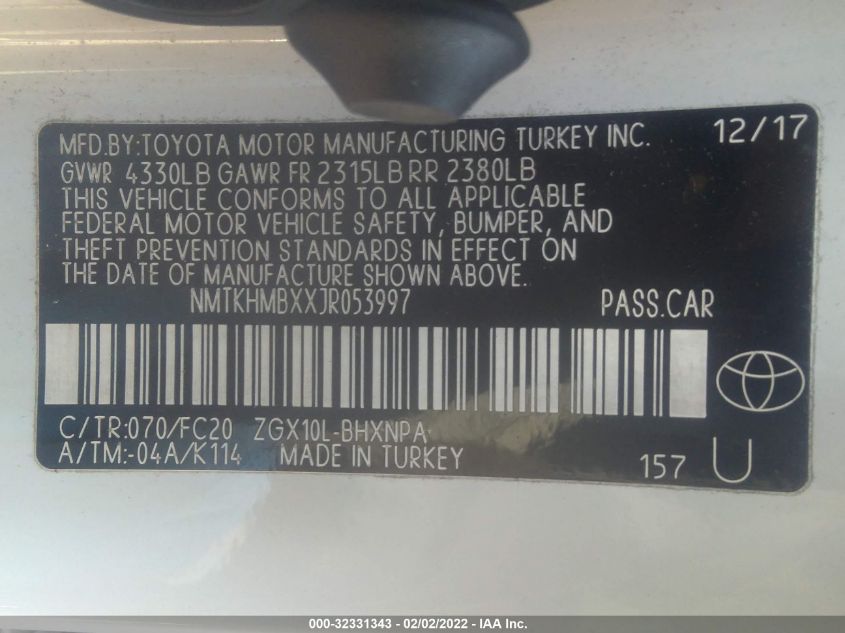 MFD.BY:TOYOTA MOTOR MANUFACTURING TURKEY INC. 12/17
GVWR 4330LB GAWR FR 2315LB RR 2380LB
THIS VEHICLE CONFORMS TO ALL APPLICABLE
FEDERAL MOTOR VEHICLE SAFETY, BUMPER, AND
THEFT PREVENTION STANDARDS IN EFFECT ON
THE DATE OF MANUFACTURE SHOWN ABOVE.
NMTKHMBXXJR053997 PASS.CAR
C/TR:070/FC20 ZGX10L-BHXNPA
A/TM:-04A/K114 MADE IN TURKEY 157 U
000-32331343 - 02/02/2022 - IAA Inc.